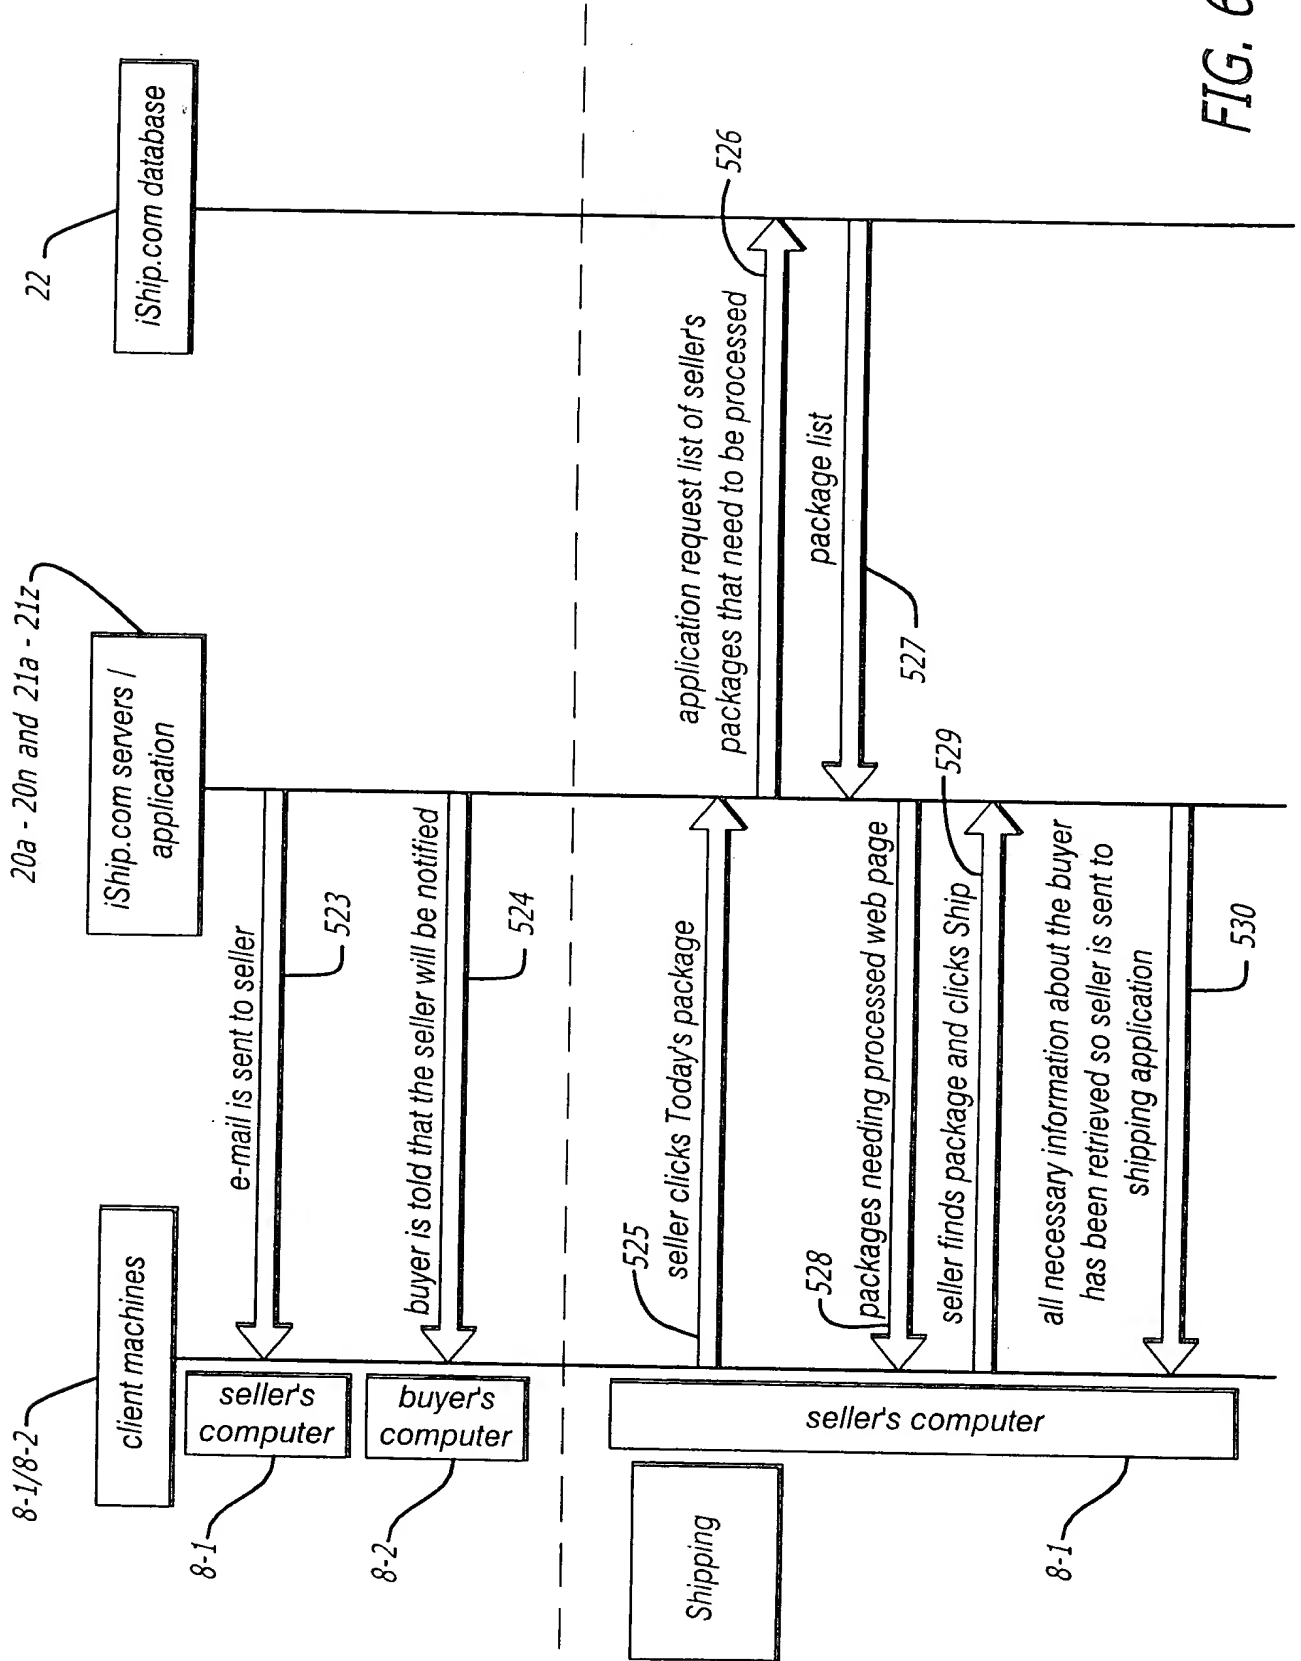 8-1/8-2
20a - 20n and 21a - 21z
22
client machines
iShip.com servers /
application
iShip.com database
8-1
seller's
computer
e-mail is sent to seller
523
8-2
buyer's
computer
buyer is told that the seller will be notified
524
Shipping
seller's computer
8-1
525
seller clicks Today's package
application request list of seller's
packages that need to be processed
526
package list
527
528
packages needing processed web page
seller finds package and clicks Ship
529
all necessary information about the buyer
has been retrieved so seller is sent to
shipping application
530
FIG. 6